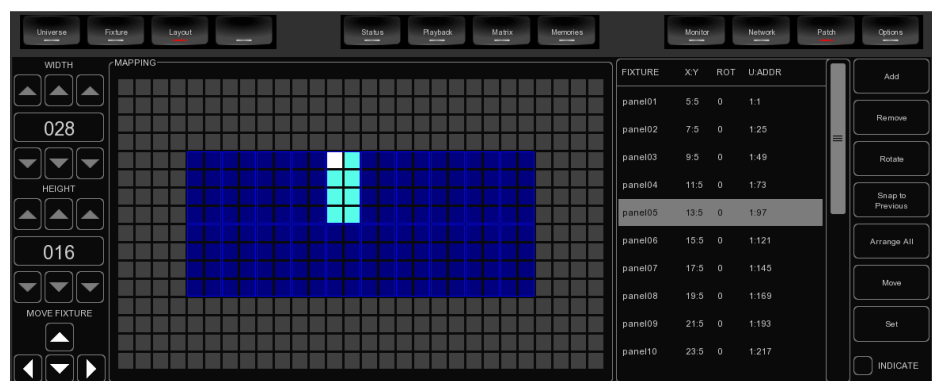 Universe
Fixture
Layout
Status
Playback
Matrix
Memories
Monitor
Network
Patch
Options
WIDTH
028
HEIGHT
016
MOVE FIXTURE
MAPPING
FIXTURE X:Y ROT U:ADDR
panel01 5:5 0 1:1
panel02 7:5 0 1:25
panel03 9:5 0 1:49
panel04 11:5 0 1:73
panel05 13:5 0 1:97
panel06 15:5 0 1:121
panel07 17:5 0 1:145
panel08 19:5 0 1:169
panel09 21:5 0 1:193
panel10 23:5 0 1:217
Add
Remove
Rotate
Snap to
Previous
Arrange All
Move
Set
INDICATE